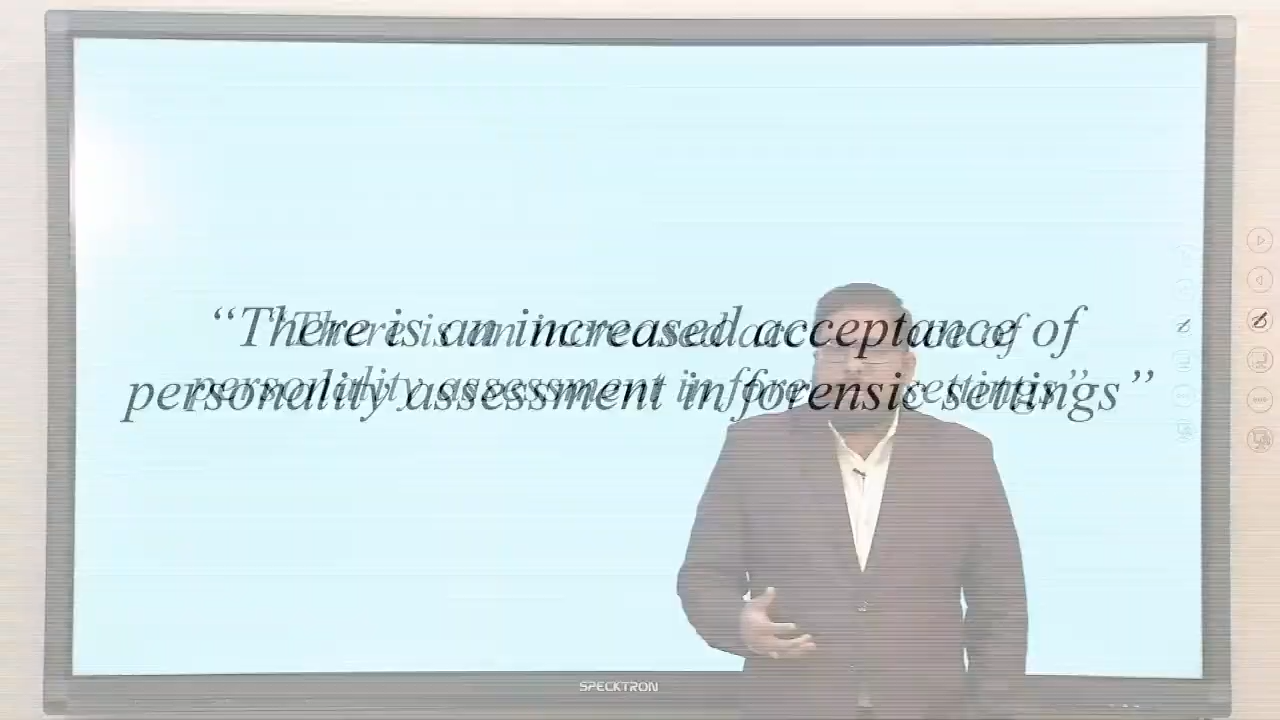 “There is an increased acceptance of
personality assessment in forensic settings”
SPECKTRON